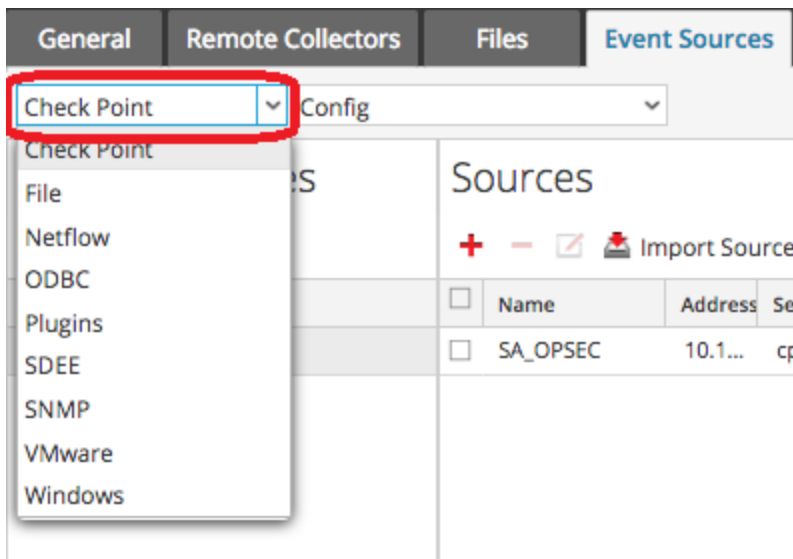 General Remote Collectors Files Event Sources
Check Point Config
Check Point
File
Netflow
ODBC
Plugins
SDEE
SNMP
VMware
Windows
Sources
Import Source
Name Address
SA_OPSEC 10.1...